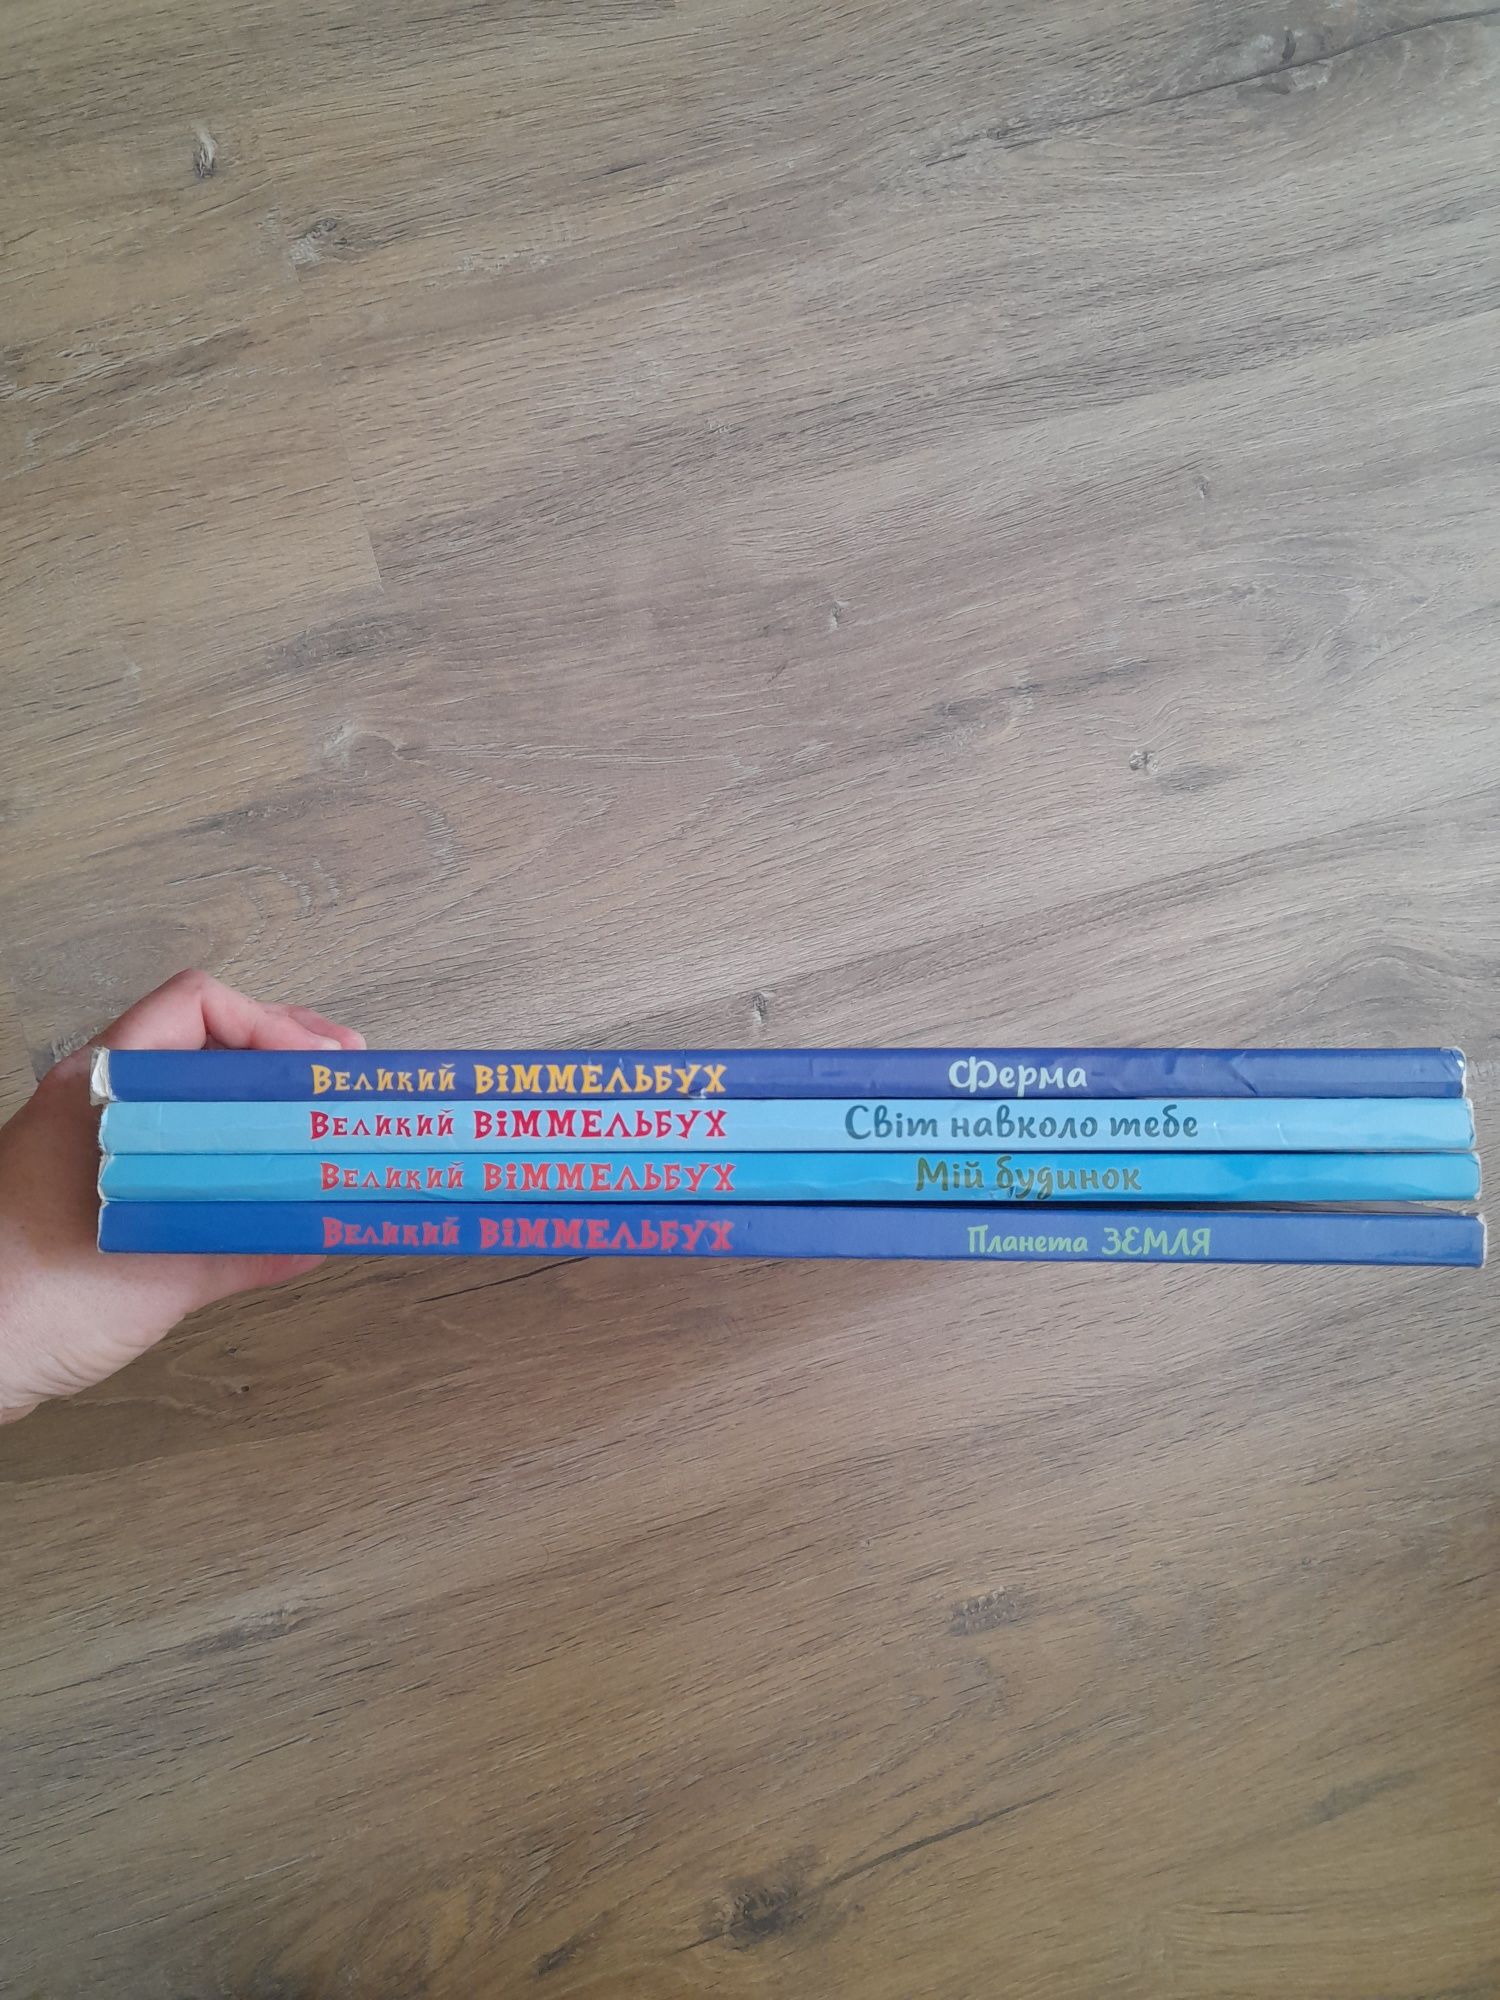 Великий ВіММЕЛЬБУХ Ферма
Великий ВіММЕЛЬБУХ Світ навколо тебе
Великий ВіММЕЛЬБУХ Мій будинок
Великий ВіММЕЛЬБУХ Планета ЗЕМЛЯ